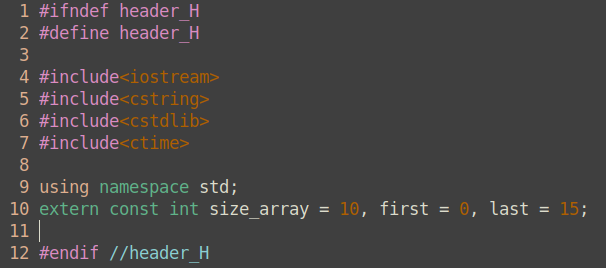 1 #ifndef header_H
2 #define header_H
3
4 #include<iostream>
5 #include<cstring>
6 #include<cstdlib>
7 #include<ctime>
8
9 using namespace std;
10 extern const int size_array = 10, first = 0, last = 15;
11
12 #endif //header_H